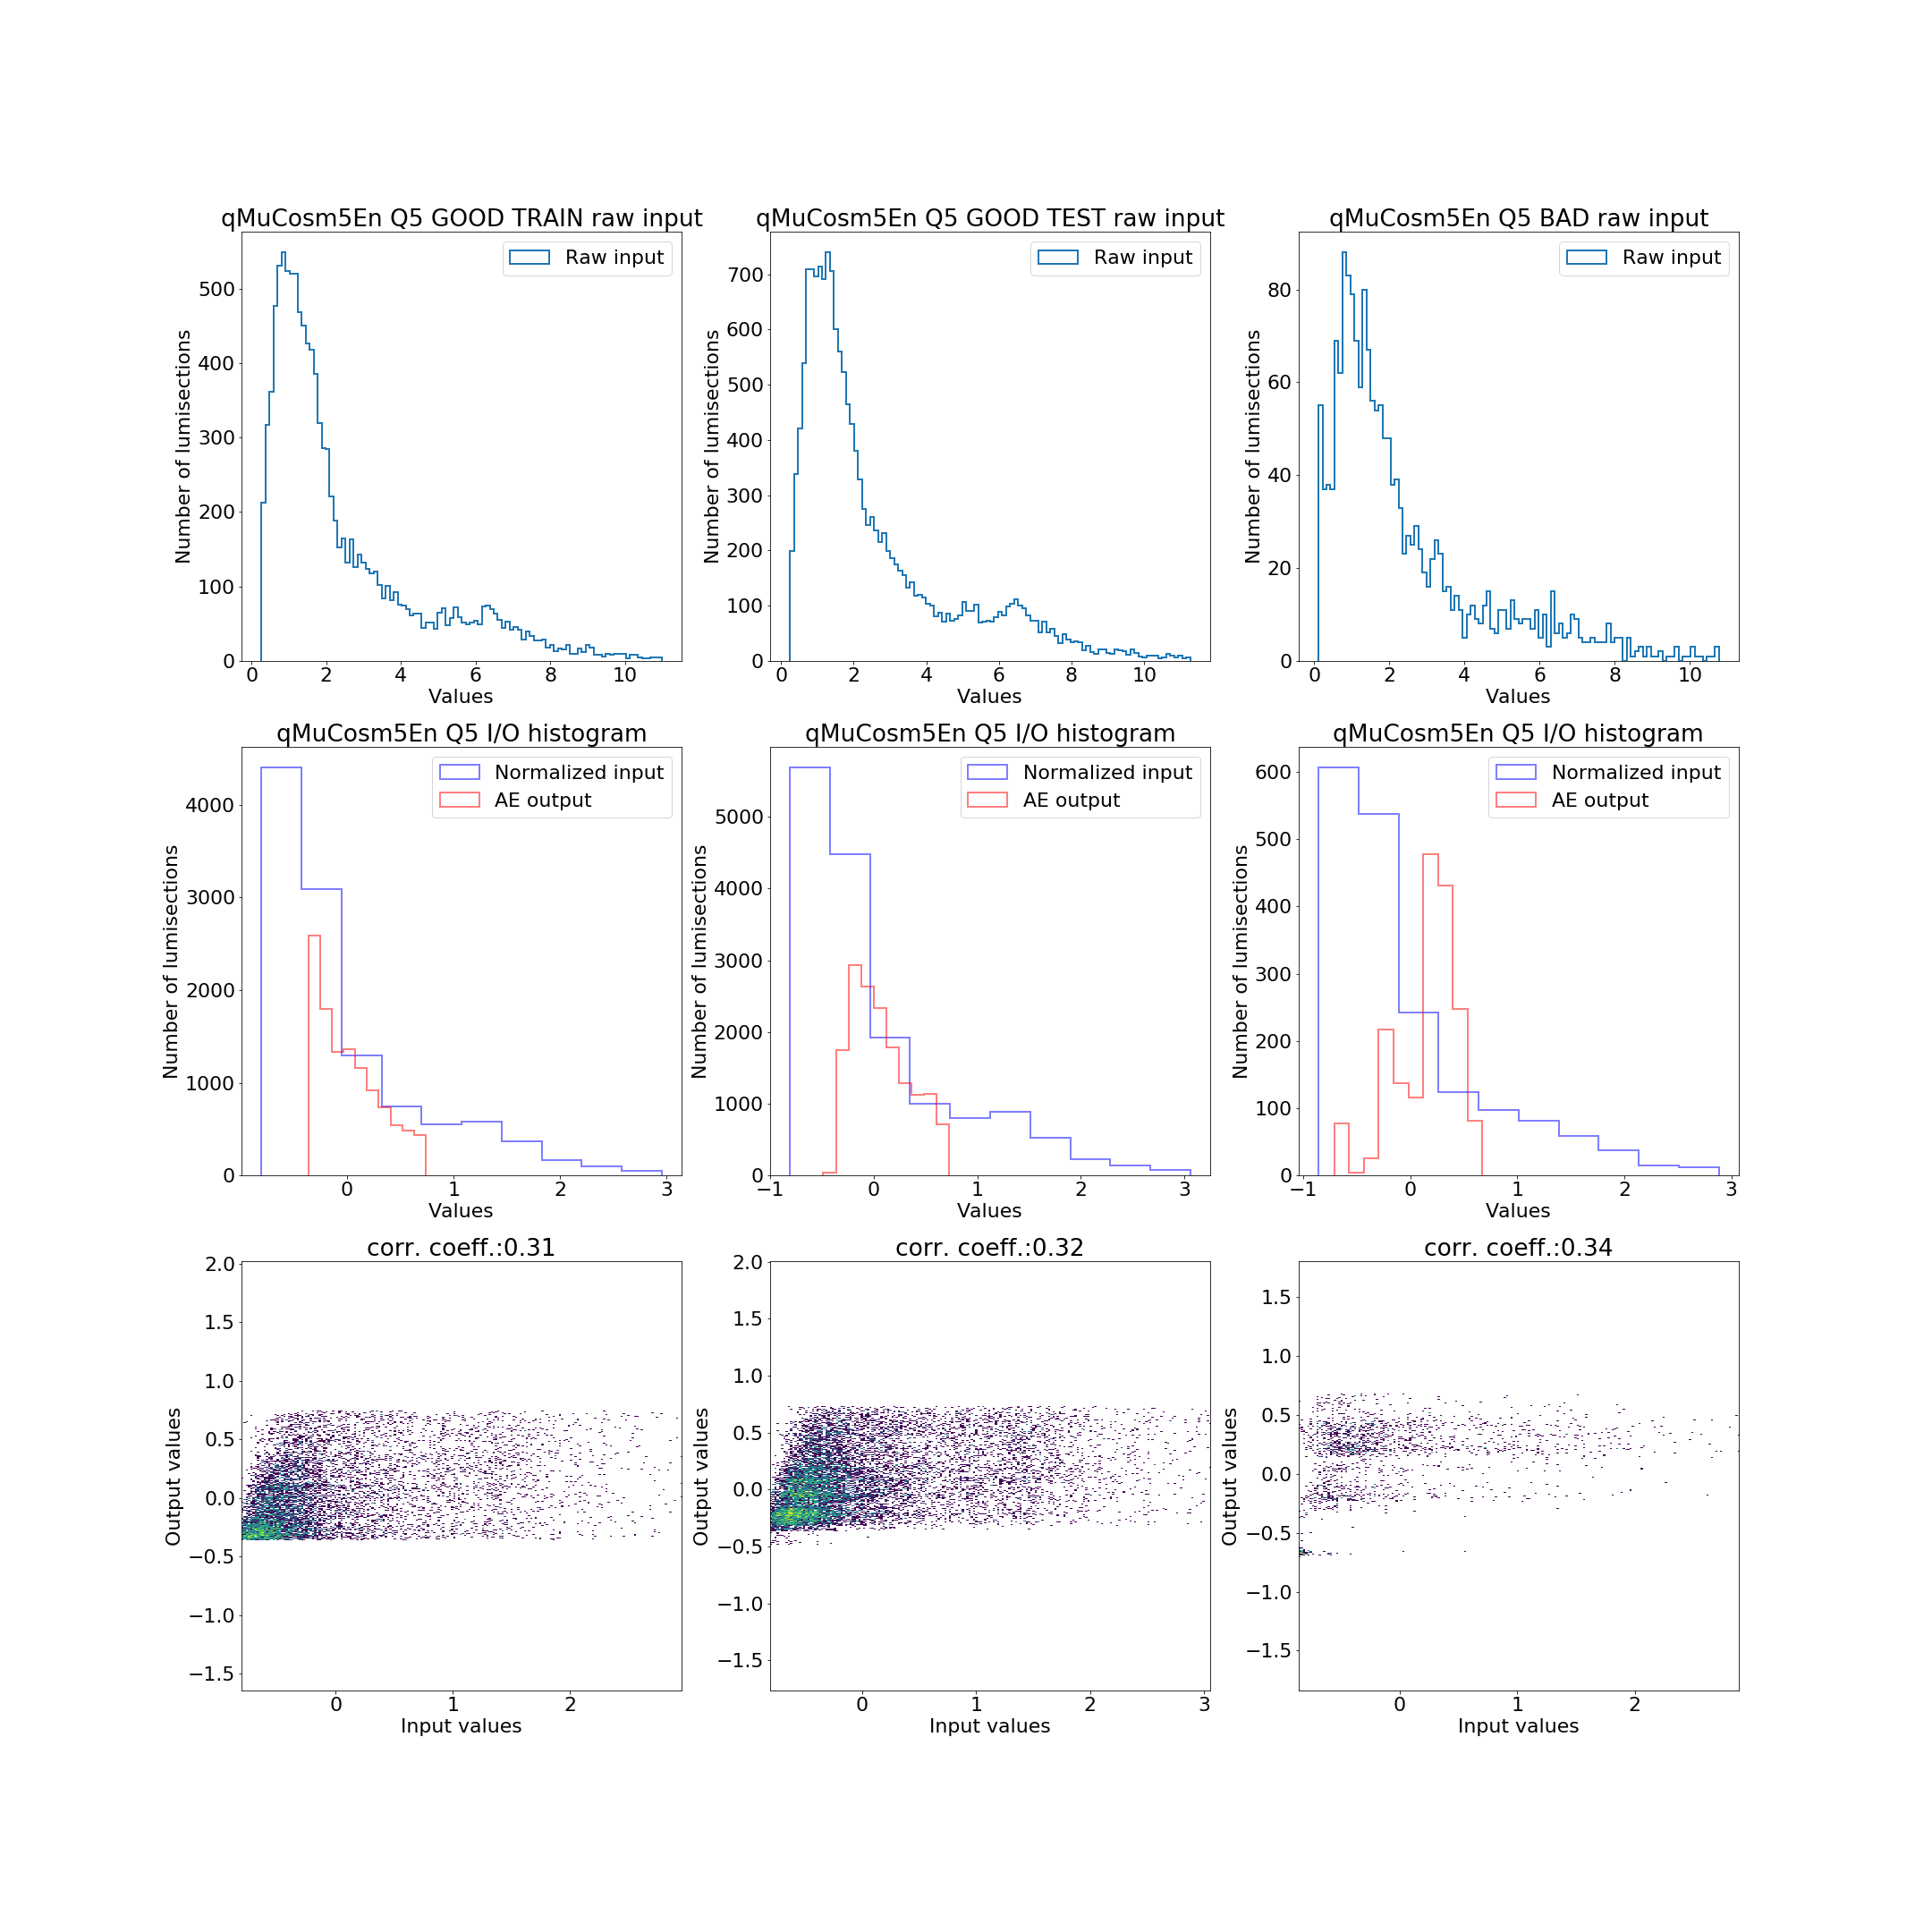 qMuCosm5En Q5 GOOD TRAIN raw input
Raw input
Number of lumisections
500
400
300
200
100
0
0 2 4 6 8 10
Values
qMuCosm5En Q5 GOOD TEST raw input
Raw input
Number of lumisections
700
600
500
400
300
200
100
0
0 2 4 6 8 10
Values
qMuCosm5En Q5 BAD raw input
Raw input
Number of lumisections
80
60
40
20
0
0 2 4 6 8 10
Values
qMuCosm5En Q5 I/O histogram
Normalized input
AE output
Number of lumisections
4000
3000
2000
1000
0
0 1 2 3
Values
qMuCosm5En Q5 I/O histogram
Normalized input
AE output
Number of lumisections
5000
4000
3000
2000
1000
0
−1 0 1 2 3
Values
qMuCosm5En Q5 I/O histogram
Normalized input
AE output
Number of lumisections
600
500
400
300
200
100
0
−1 0 1 2 3
Values
corr. coeff.:0.31
Output values
2.0
1.5
1.0
0.5
0.0
−0.5
−1.0
−1.5
0 1 2
Input values
corr. coeff.:0.32
Output values
2.0
1.5
1.0
0.5
0.0
−0.5
−1.0
−1.5
0 1 2 3
Input values
corr. coeff.:0.34
Output values
1.5
1.0
0.5
0.0
−0.5
−1.0
−1.5
0 1 2
Input values